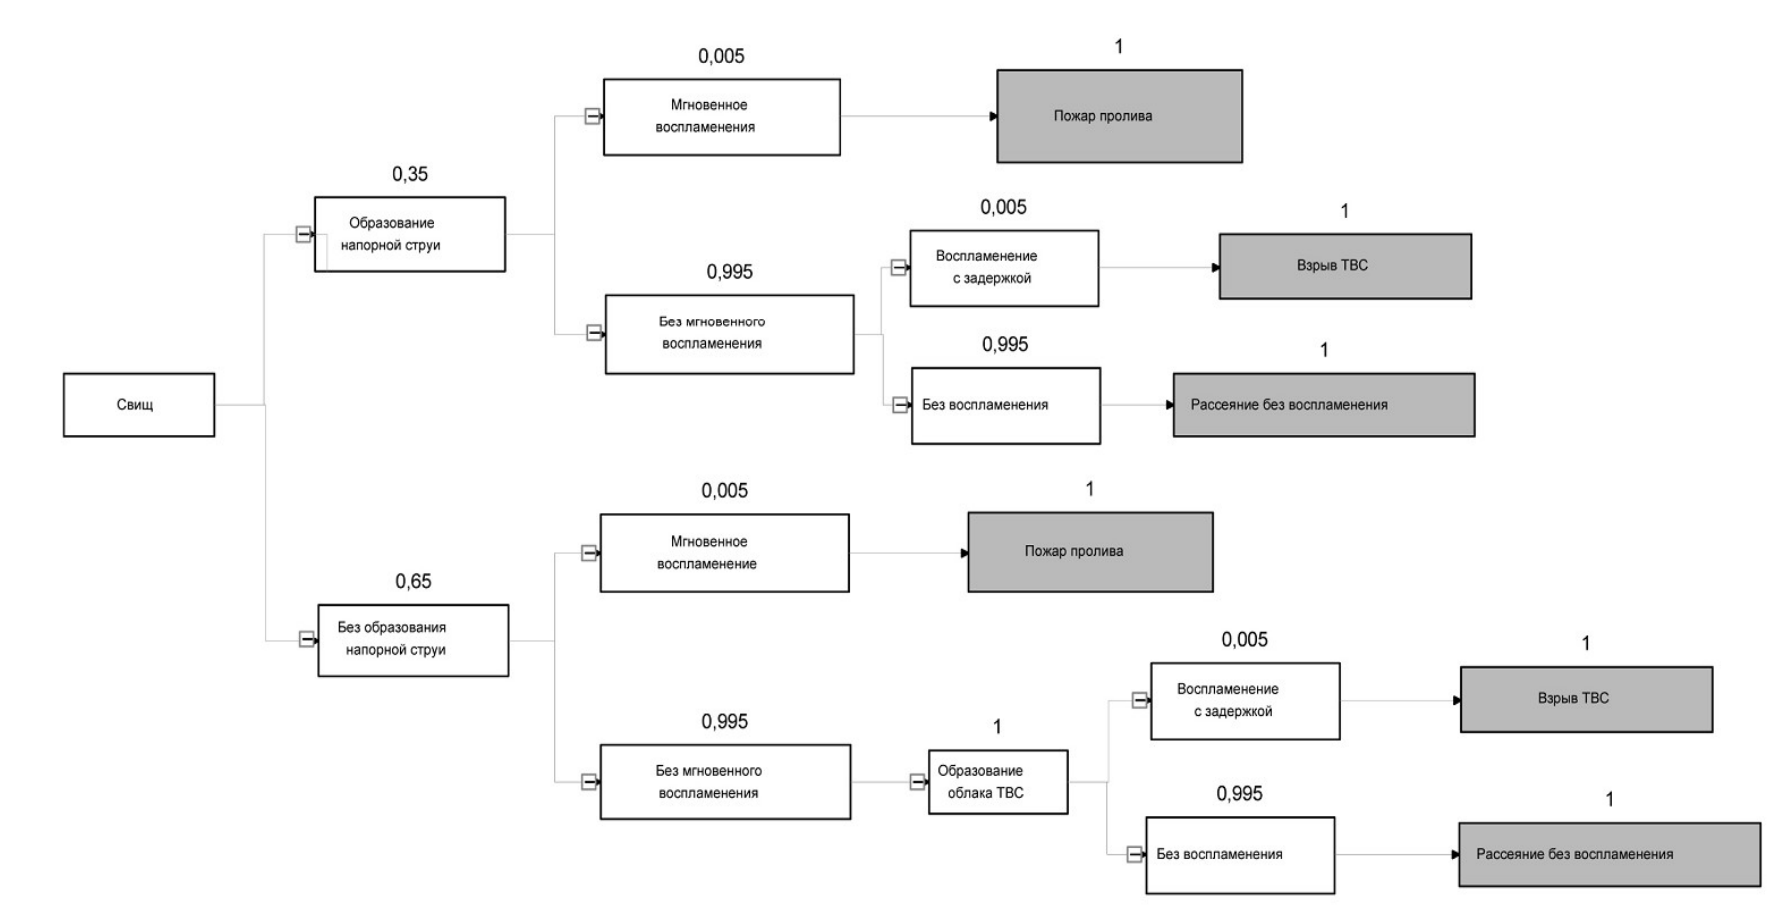 0,005
Мгновенное
воспламенения
1
Пожар пролива
0,35
Образование
напорной струи
0,995
Без мгновенного
воспламенения
0,005
Воспламенение
с задержкой
1
Взрыв ТВС
0,995
Без воспламенения
1
Рассеяние без воспламенения
Свищ
0,005
Мгновенное
воспламенение
1
Пожар пролива
0,65
Без образования
напорной струи
0,995
Без мгновенного
воспламенения
1
Образование
облака ТВС
0,005
Воспламенение
с задержкой
1
Взрыв ТВС
0,995
Без воспламенения
1
Рассеяние без воспламенения